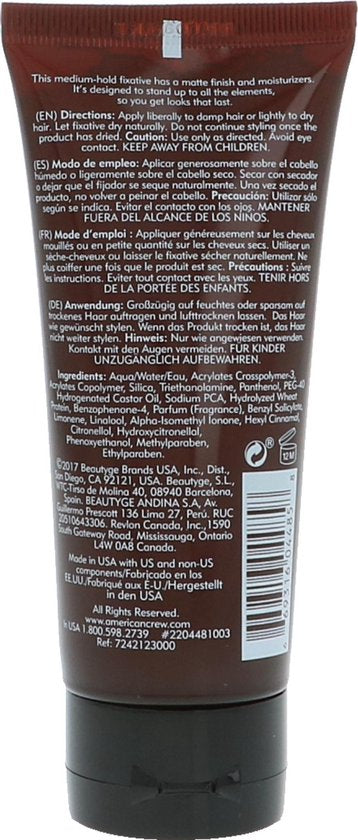 This medium-hold fixative has a matte finish and moisturizers.
It's designed to stand up to all the elements,
so you get looks that last.
(EN) Directions: Apply liberally to damp hair or lightly to dry
hair. Let fixative dry naturally. Do not continue styling once the
product has dried. Caution: Use only as directed. Avoid eye
contact. KEEP AWAY FROM CHILDREN.
(ES) Modo de empleo: Aplicar generosamente sobre el cabello
húmedo o ligeramente sobre el cabello seco. Secar con secador
o dejar que el fijador se seque naturalmente. Una vez secado el
producto, no volver a peinar el cabello. Precaución: Utilizar sólo
según se indica. Evitar el contacto con los ojos. MANTENER
FUERA DEL ALCANCE DE LOS NIÑOS.
(FR) Mode d'emploi : Appliquer généreusement sur les cheveux
mouillés ou en petite quantité sur les cheveux secs. Utiliser un
sèche-cheveux ou laisser le fixative sécher naturellement. Ne
plus coiffer une fois que le produit est sec. Précautions : Suivre
les instructions. Eviter tout contact avec les yeux. TENIR HORS
DE LA PORTÉE DES ENFANTS.
(DE) Anwendung: Großzügig auf feuchtes oder sparsam auf
trockenes Haar auftragen und lufttrocknen lassen. Das Haar
wie gewünscht stylen. Wenn das Produkt trocken ist, das Haar
nicht weiter stylen. Hinweis: Nur wie angewiesen verwenden.
Kontakt mit den Augen vermeiden. FÜR KINDER
UNZUGÄNGLICH AUFBEWAHREN.
Ingredients: Aqua/Water/Eau, Acrylates Crosspolymer-3,
Acrylates Copolymer, Silica, Triethanolamine, Panthenol, PEG-40
Hydrogenated Castor Oil, Sodium PCA, Hydrolyzed Wheat
Protein, Benzophenone-4, Parfum (Fragrance), Benzyl Salicylate,
Limonene, Linalool, Alpha-Isomethyl Ionone, Hexyl Cinnamal,
Citronellol, Hydroxycitronellal,
Phenoxyethanol, Methylparaben,
Ethylparaben.
12M
©2017 Beautyge Brands USA, Inc., Dist.,
San Diego, CA 92121. Beautyge, S.L.,
WTC-Tirso de Molina 40, 08940 Barcelona,
Spain. BEAUTYGE ANDINA S.A. Av.
Guillermo Prescott 136 Lima 27, Perú. RUC
20510643306. Revlon Canada, Inc.,1590
South Gateway Road, Mississauga, Ontario
L4W 0A8 Canada.
Made in USA with US and non-US
components/Fabricado en los
EE.UU./Fabriqué aux E-U./Hergestellt
in den USA
All Rights Reserved.
www.americancrew.com
In USA 1.800.598.2739 #2204481003
Ref: 7242123000
6 69316 04485 8